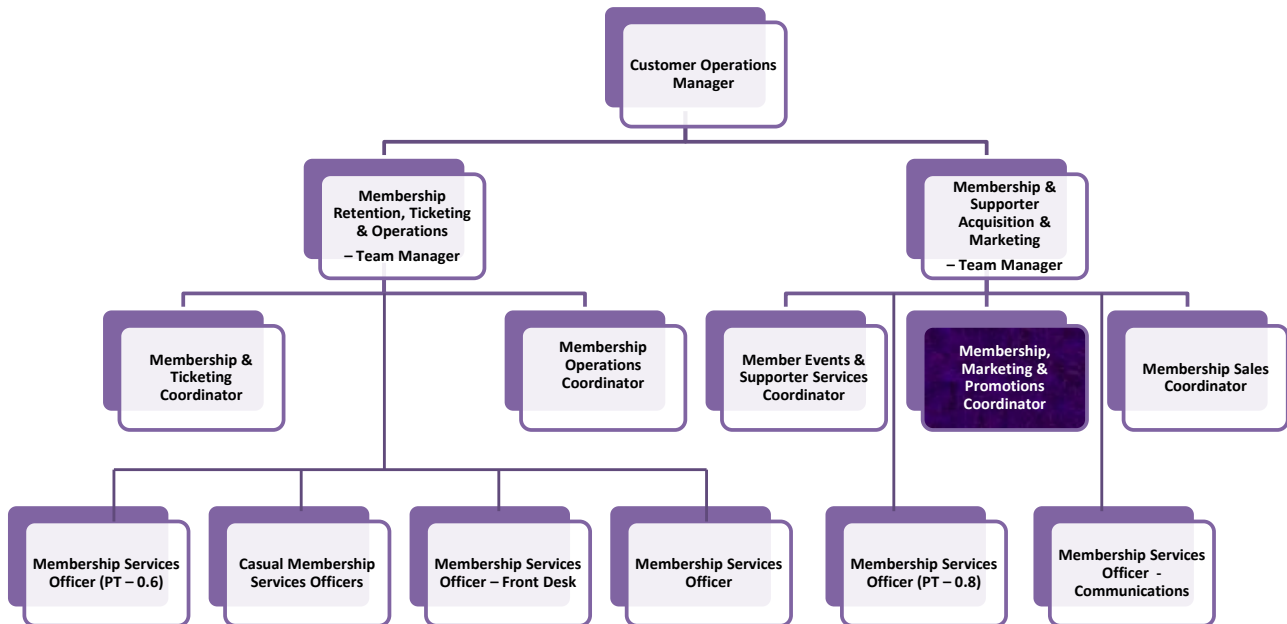 Customer Operations
Manager
Membership
Retention, Ticketing
& Operations
– Team Manager
Membership &
Supporter
Acquisition &
Marketing
– Team Manager
Membership &
Ticketing
Coordinator
Membership
Operations
Coordinator
Member Events &
Supporter Services
Coordinator
Membership,
Marketing &
Promotions
Coordinator
Membership Sales
Coordinator
Membership Services
Officer (PT – 0.6)
Casual Membership
Services Officers
Membership Services
Officer – Front Desk
Membership Services
Officer
Membership Services
Officer (PT – 0.8)
Membership Services
Officer -
Communications